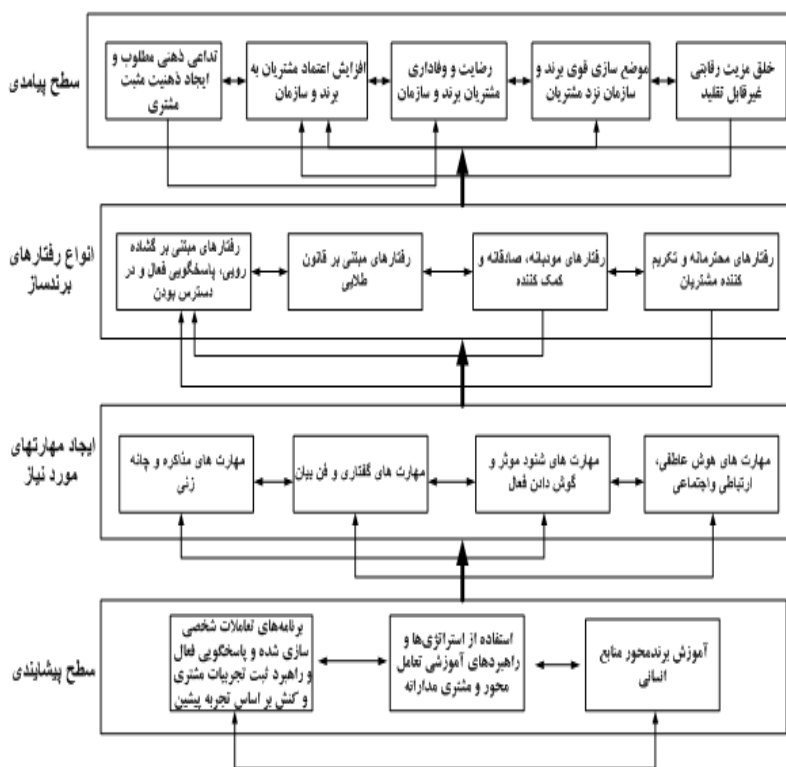 سطح پیامدی
خلق مزیت رقابتی
غیرقابل تقلید
موضع سازی قوی برند و
سازمان نزد مشتریان
رضایت و وفاداری
مشتریان برند و سازمان
افزایش اعتماد مشتریان به
برند و سازمان
تداعی ذهنی مطلوب و
ایجاد ذهنیت مثبت
مشتری
انواع رفتارهای
برندساز
رفتارهای محترمانه و تکریم
کننده مشتریان
رفتارهای مودبانه، صادقانه و
کمک کننده
رفتارهای مبتنی بر قانون
طلایی
رفتارهای مبتنی بر گشاده
رویی، پاسخگویی فعال و در
دسترس بودن
ایجاد مهارتهای
مورد نیاز
مهارت های هوش عاطفی،
ارتباطی واجتماعی
مهارت های شنود موثر و
گوش دادن فعال
مهارت های گفتاری و فن بیان
مهارت های مذاکره و چانه
زنی
سطح پیشایندی
آموزش برندمحور منابع
انسانی
استفاده از استراتژی‌ها و
راهبردهای آموزشی تعامل
محور و مشتری مدارانه
برنامه‌های تعاملات شخصی
سازی شده و پاسخگویی فعال
و راهبرد ثبت تجربیات مشتری
و کنش بر اساس تجربه پیشین